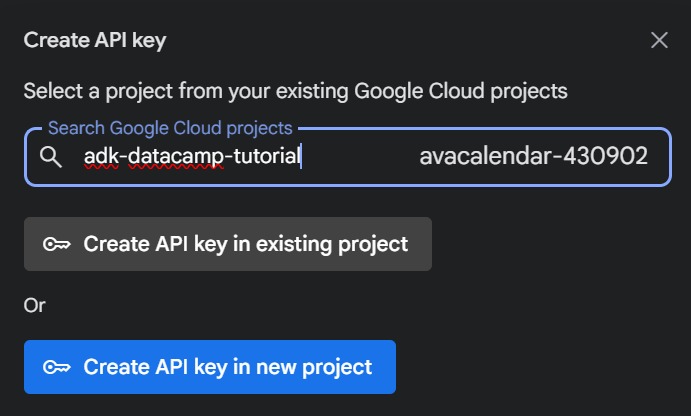 Create API key
Select a project from your existing Google Cloud projects
Search Google Cloud projects
adk-datacamp-tutorial avacalendar-430902
Create API key in existing project
Or
Create API key in new project